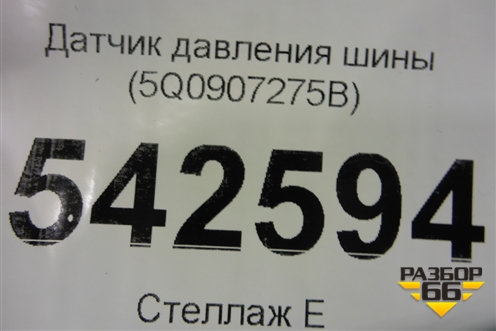 Датчик давления шины
(5Q0907275B)
542594
Стеллаж Е
РАЗБОР
66